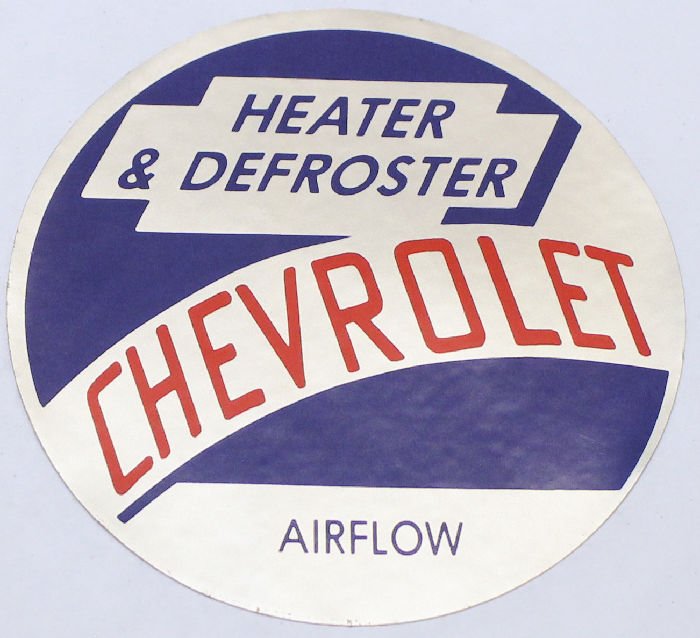 HEATER
& DEFROSTER
CHEVROLET
AIRFLOW